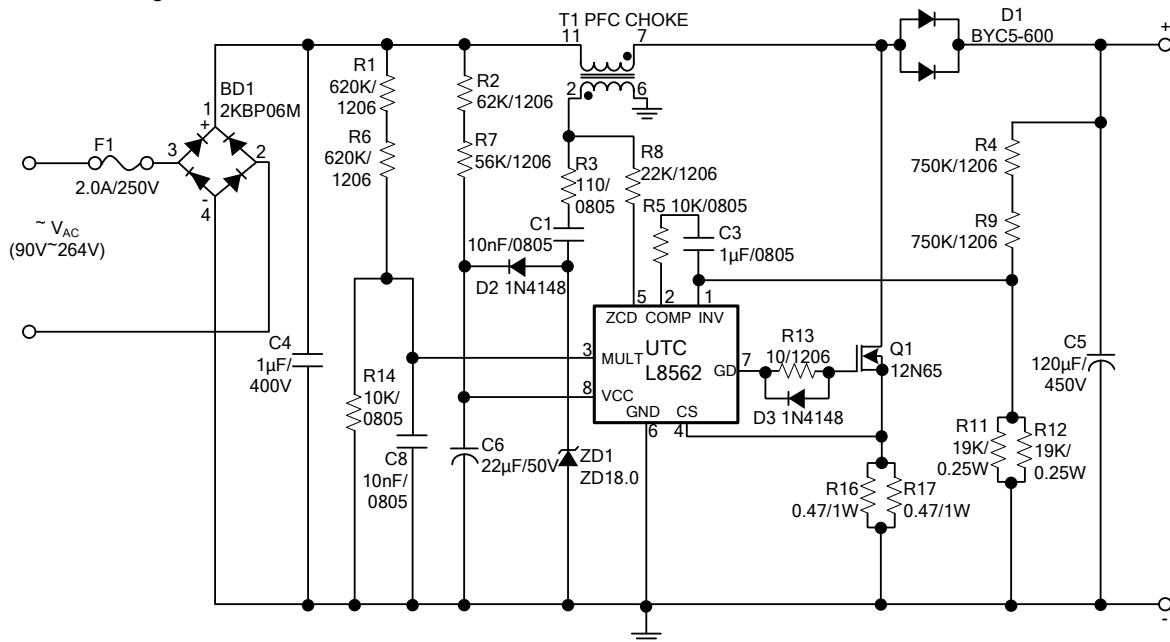 T1 PFC CHOKE
11
7
D1
BYC5-600
+
R1
620K/
1206
R2
62K/1206
BD1
2KBP06M
1
+
2
6
F1
3
2
2.0A/250V
-
4
R6
620K/
1206
R7
56K/1206
R3
110/
0805
R8
22K/1206
R4
750K/1206
R5 10K/0805
~ VAC
(90V~264V)
C1
10nF/0805
C3
1µF/0805
R9
750K/1206
D2 1N4148
5
2
1
ZCD
COMP
INV
C4
1µF/
400V
3
MULT
UTC
L8562
GD
7
R13
10/1206
Q1
12N65
C5
120µF/
450V
R14
10K/
0805
8
VCC
D3 1N4148
GND
CS
6
4
C8
10nF/
0805
C6
22µF/50V
ZD1
ZD18.0
R11
19K/
0.25W
R12
19K/
0.25W
R16
0.47/1W
R17
0.47/1W
-